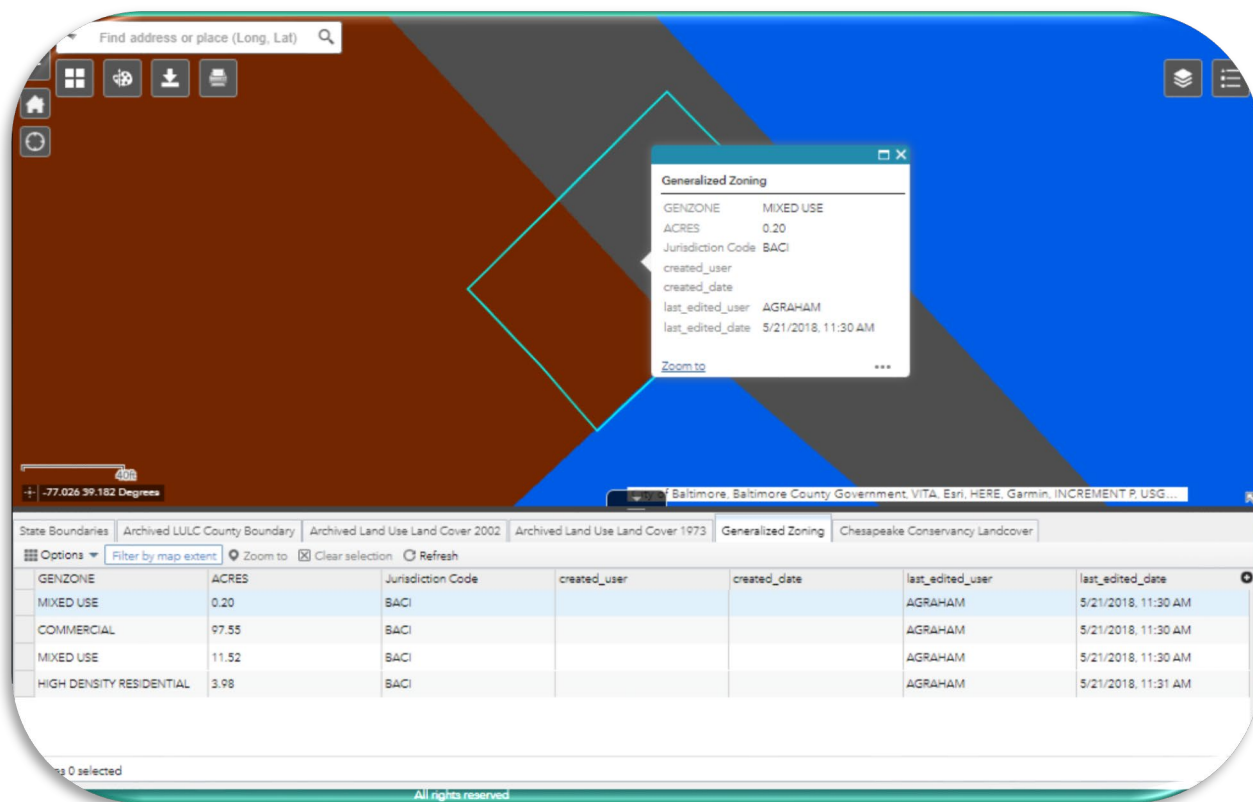 Find address or place (Long, Lat)
Generalized Zoning
GENZONE MIXED USE
ACRES 0.20
Jurisdiction Code BACI
created_user
created_date
last_edited_user AGRAHAM
last_edited_date 5/21/2018, 11:30 AM
Zoom to
40ft
-77.026 39.182 Degrees
of Baltimore, Baltimore County Government, VITA, Esri, HERE, Garmin, INCREMENT P, USG...
State Boundaries Archived LULC County Boundary Archived Land Use Land Cover 2002 Archived Land Use Land Cover 1973 Generalized Zoning Chesapeake Conservancy Landcover
Options Filter by map extent Zoom to Clear selection Refresh
GENZONE ACRES Jurisdiction Code created_user created_date last_edited_user last_edited_date
MIXED USE 0.20 BACI AGRAHAM 5/21/2018, 11:30 AM
COMMERCIAL 97.55 BACI AGRAHAM 5/21/2018, 11:30 AM
MIXED USE 11.52 BACI AGRAHAM 5/21/2018, 11:30 AM
HIGH DENSITY RESIDENTIAL 3.98 BACI AGRAHAM 5/21/2018, 11:31 AM
0 selected
All rights reserved